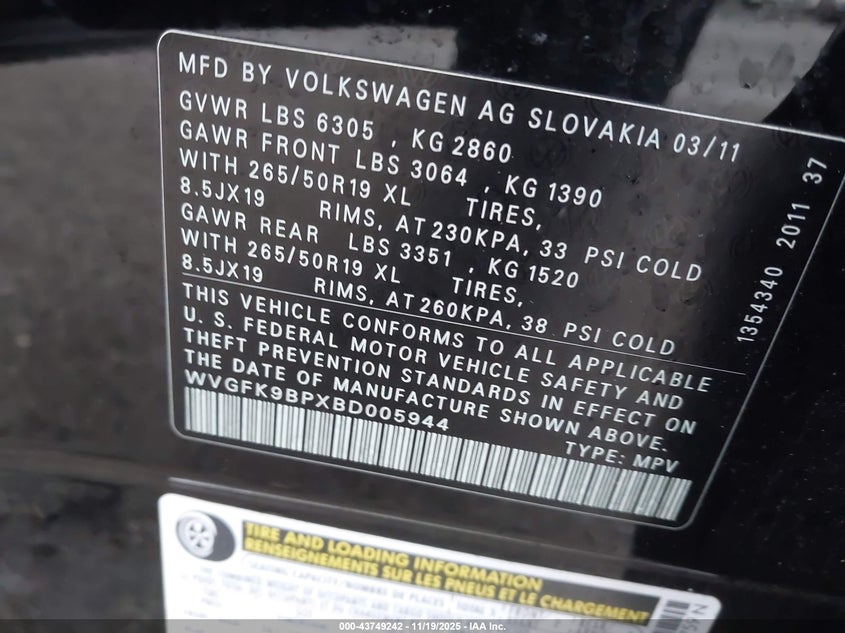 MFD BY VOLKSWAGEN AG SLOVAKIA 03/11
GVWR LBS 6305 , KG 2860
GAWR FRONT LBS 3064 , KG 1390
WITH 265/50R19 XL TIRES,
8.5JX19 RIMS, AT 230KPA, 33 PSI COLD
GAWR REAR LBS 3351 , KG 1520
WITH 265/50R19 XL TIRES,
8.5JX19 RIMS, AT 260KPA, 38 PSI COLD
THIS VEHICLE CONFORMS TO ALL APPLICABLE
U. S. FEDERAL MOTOR VEHICLE SAFETY AND
THEFT PREVENTION STANDARDS IN EFFECT ON
THE DATE OF MANUFACTURE SHOWN ABOVE.
WVGFK9BPXBD005944
TYPE: MPV
1354340 2011 37
TIRE AND LOADING INFORMATION
RENSEIGNEMENTS SUR LES PNEUS ET LE CHARGEMENT
000-43749242 - 11/19/2025 - IAA Inc.